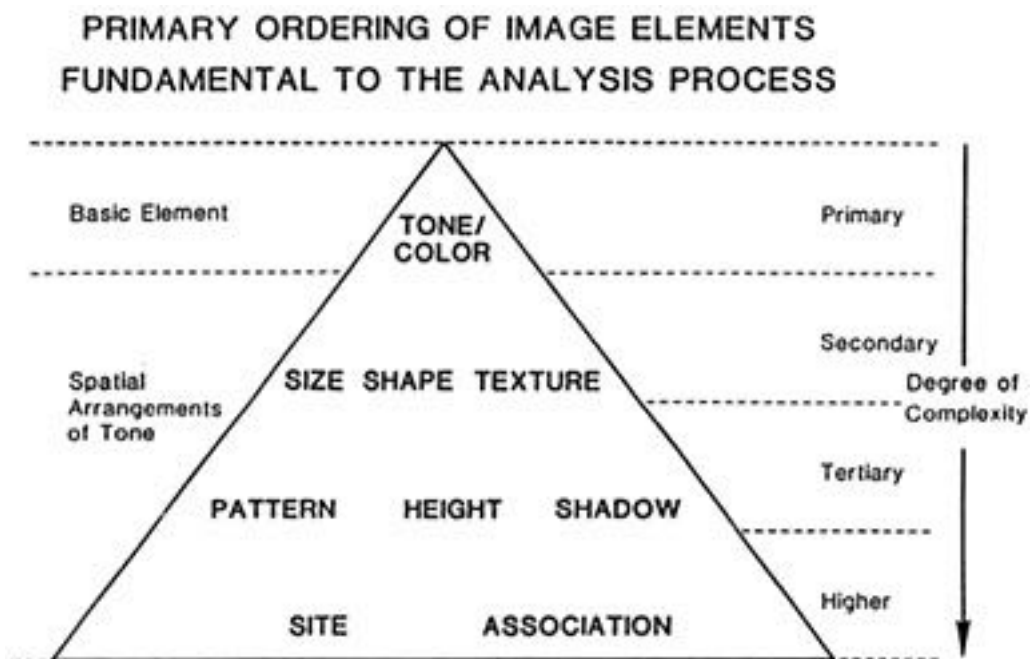 PRIMARY ORDERING OF IMAGE ELEMENTS
FUNDAMENTAL TO THE ANALYSIS PROCESS
Basic Element
TONE/
COLOR
Primary
Secondary
SIZE SHAPE TEXTURE
Spatial
Arrangements
of Tone
Degree of
Complexity
Tertiary
PATTERN HEIGHT SHADOW
Higher
SITE ASSOCIATION